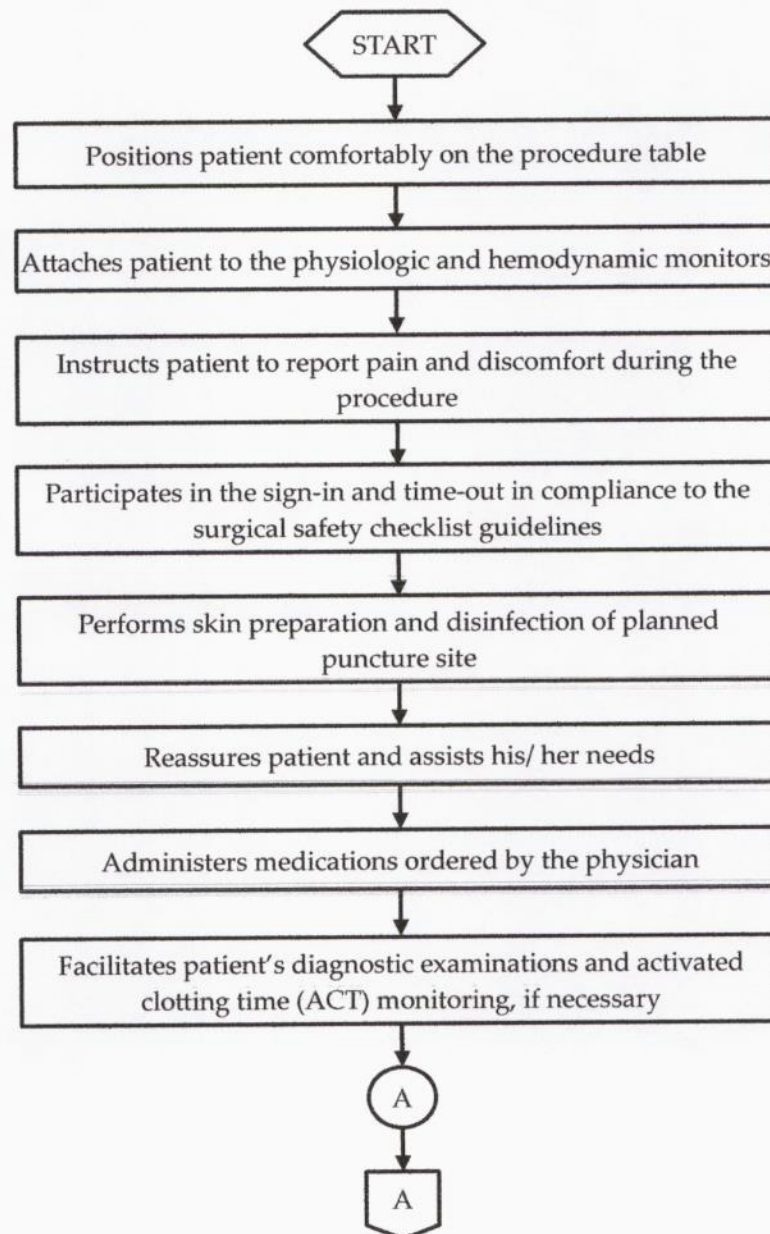 START
Positions patient comfortably on the procedure table
Attaches patient to the physiologic and hemodynamic monitors
Instructs patient to report pain and discomfort during the
procedure
Participates in the sign-in and time-out in compliance to the
surgical safety checklist guidelines
Performs skin preparation and disinfection of planned
puncture site
Reassures patient and assists his/ her needs
Administers medications ordered by the physician
Facilitates patient's diagnostic examinations and activated
clotting time (ACT) monitoring, if necessary
A
A